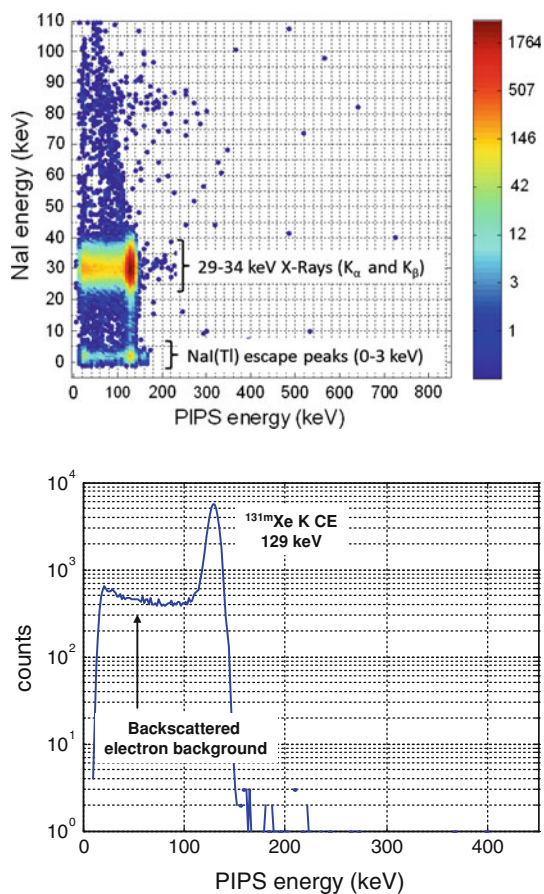 110
100
90
80
70
60
50
40
30
20
10
0
NaI energy (kev)
29-34 keV X-Rays (Kα and Kβ)
NaI(Tl) escape peaks (0-3 keV)
0 100 200 300 400 500 600 700 800
PIPS energy (keV)
1764
507
146
42
12
3
1
10⁴
10³
10²
10¹
10⁰
counts
¹³¹ᵐXe K CE
129 keV
Backscattered
electron background
0 100 200 300 400
PIPS energy (keV)